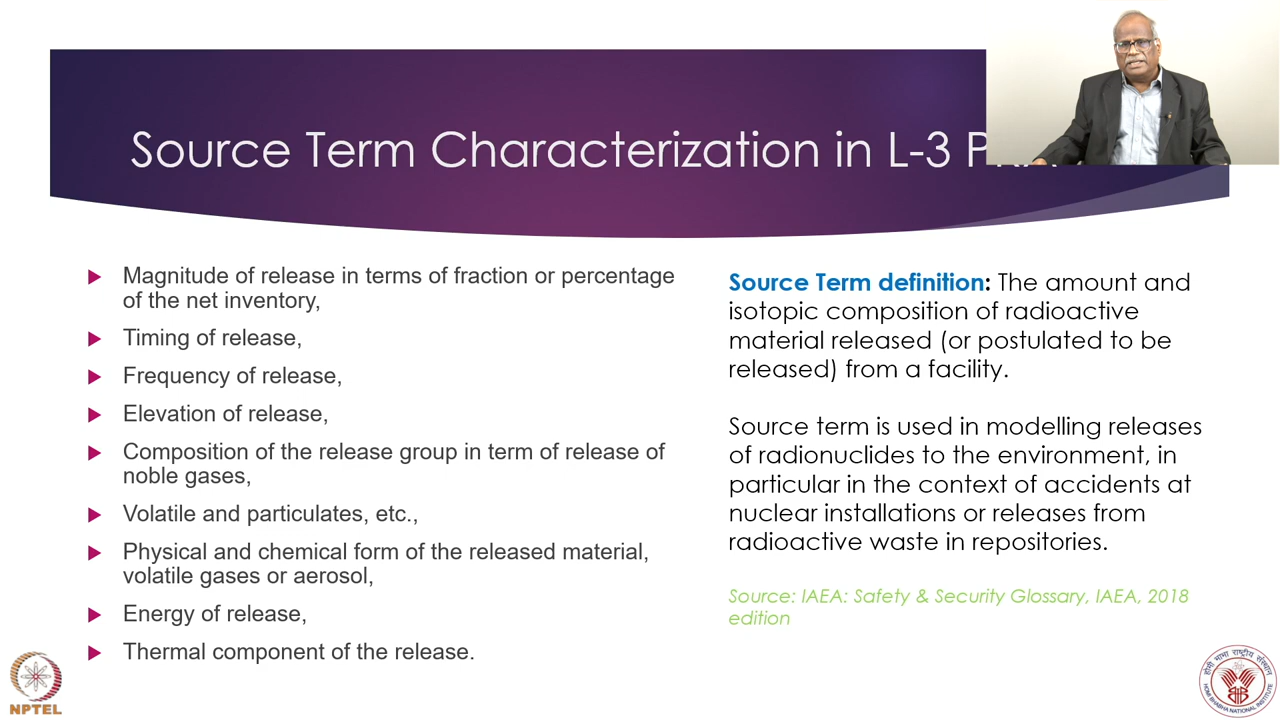 Source Term Characterization in L-3
Magnitude of release in terms of fraction or percentage
of the net inventory,
Timing of release,
Frequency of release,
Elevation of release,
Composition of the release group in term of release of
noble gases,
Volatile and particulates, etc.,
Physical and chemical form of the released material,
volatile gases or aerosol,
Energy of release,
Thermal component of the release.
Source Term definition: The amount and
isotopic composition of radioactive
material released (or postulated to be
released) from a facility.
Source term is used in modelling releases
of radionuclides to the environment, in
particular in the context of accidents at
nuclear installations or releases from
radioactive waste in repositories.
Source: IAEA: Safety & Security Glossary, IAEA, 2018
edition
NPTEL
होमी भाभा राष्ट्रीय संस्थान
HOMI BHABHA NATIONAL INSTITUTE